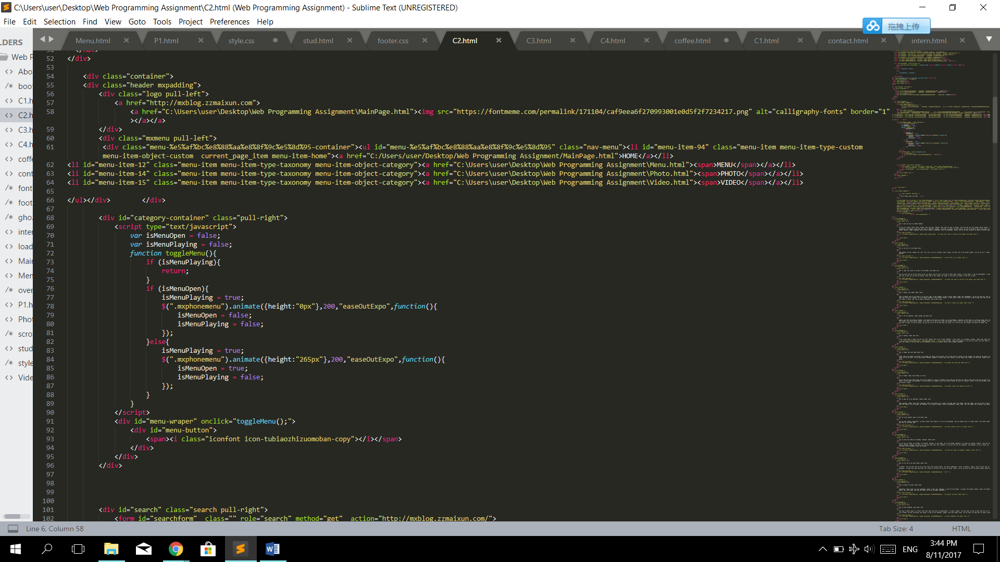 C:\Users\user\Desktop\Web Programming Assignment\C2.html (Web Programming Assignment) - Sublime Text (UNREGISTERED)
File Edit Selection Find View Goto Tools Project Preferences Help
拖拽上传
LDERS
Menu.html
P1.html
style.css
stud.html
footer.css
C2.html
C3.html
C4.html
coffee.html
C1.html
contact.html
intern.html
Web P
<> Abo
/* boot
<> C1.h
<> C2.h
<> C3.h
<> C4.h
<> coffe
<> cont
/* font
/* foot
/* gho.
<> inter
<> load
<> Mair
<> Men
/* over
<> P1.h
<> Phot
/* scro
<> stud
/* style
<> Vide
51 </nav>
52 </div>
53
54 <div class="container">
55 <div class="header mxpadding">
56 <div class="logo pull-left">
57 <a href="http://mxblog.zzmaixun.com">
58 <a href="C:\Users\user\Desktop\Web Programming Assignment\MainPage.html"><img src="https://fontmeme.com/permalink/171104/caf9eea6f270993001e0d5f2f7234217.png" alt="calligraphy-fonts" border="1"
></a></a>
59 </div>
60 <div class="mxmenu pull-left">
61 <div class="menu-%e5%af%bc%e8%88%aa%e8%8f%9c%e5%8d%95-container"><ul id="menu-%e5%af%bc%e8%88%aa%e8%8f%9c%e5%8d%95" class="nav-menu"><li id="menu-item-94" class="menu-item menu-item-type-custom
menu-item-object-custom  current_page_item menu-item-home"><a href="C:/Users/user/Desktop/Web Programming Assignment/MainPage.html">HOME</a></li>
62 <li id="menu-item-12" class="menu-item menu-item-type-taxonomy menu-item-object-category"><a href="C:\Users\user\Desktop\Web Programming Assignment\Menu.html"><span>MENU</span></a></li>
63 <li id="menu-item-14" class="menu-item menu-item-type-taxonomy menu-item-object-category"><a href="C:\Users\user\Desktop\Web Programming Assignment\Photo.html"><span>PHOTO</span></a></li>
64 <li id="menu-item-15" class="menu-item menu-item-type-taxonomy menu-item-object-category"><a href="C:\Users\user\Desktop\Web Programming Assignment\Video.html"><span>VIDEO</span></a></li>
65
66 </ul></div>        </div>
67
68 <div id="category-container" class="pull-right">
69 <script type="text/javascript">
70 var isMenuOpen = false;
71 var isMenuPlaying = false;
72 function toggleMenu(){
73 if (isMenuPlaying){
74 return;
75 }
76 if (isMenuOpen){
77 isMenuPlaying = true;
78 $(".mxphonemenu").animate({height:"0px"},200,"easeOutExpo",function(){
79 isMenuOpen = false;
80 isMenuPlaying = false;
81 });
82 }else{
83 isMenuPlaying = true;
84 $(".mxphonemenu").animate({height:"265px"},200,"easeOutExpo",function(){
85 isMenuOpen = true;
86 isMenuPlaying = false;
87 });
88 }
89 }
90 </script>
91 <div id="menu-wraper" onclick="toggleMenu();">
92 <div id="menu-button">
93 <span><i class="iconfont icon-tubiaozhizuomoban-copy"></i></span>
94 </div>
95 </div>
96 </div>
97
98
99
100
101 <div id="search" class="search pull-right">
102 <form id="searchform"  class="" role="search" method="get"  action="http://mxblog.zzmaixun.com/">
Line 6, Column 58
Tab Size: 4
HTML
ENG
3:44 PM
8/11/2017